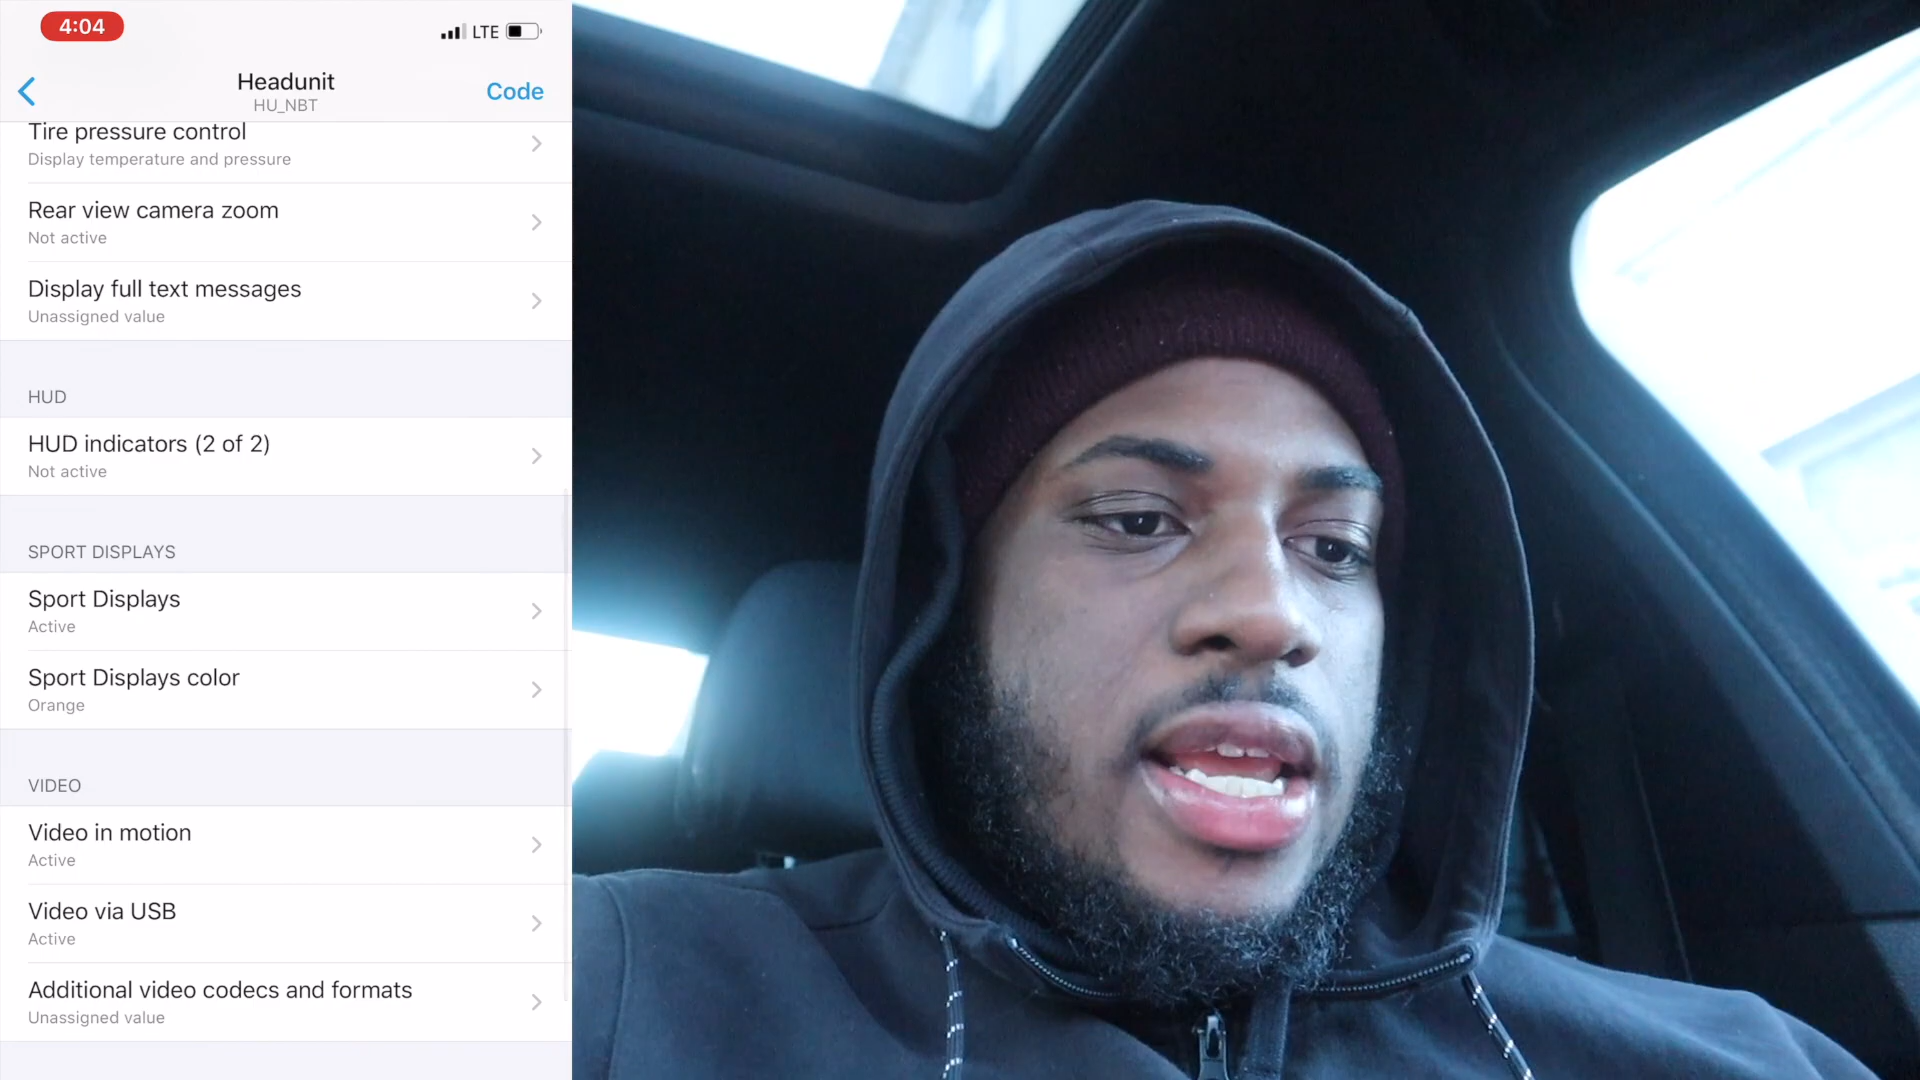 4:04
LTE
Headunit
HU_NBT
Code
Tire pressure control
Display temperature and pressure
Rear view camera zoom
Not active
Display full text messages
Unassigned value
HUD
HUD indicators (2 of 2)
Not active
SPORT DISPLAYS
Sport Displays
Active
Sport Displays color
Orange
VIDEO
Video in motion
Active
Video via USB
Active
Additional video codecs and formats
Unassigned value